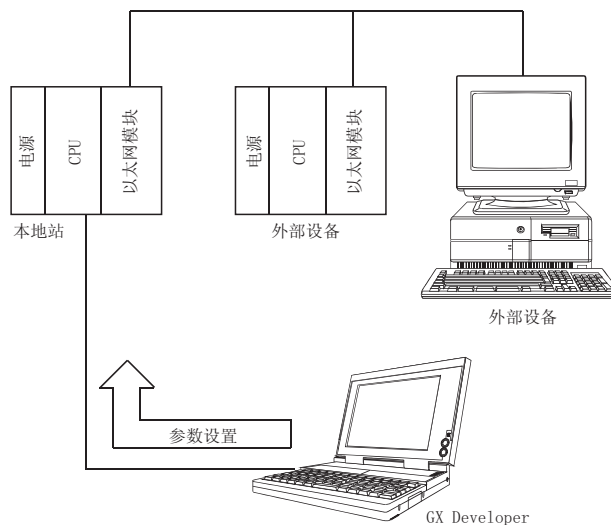 电源
CPU
以太网模块
本地站
电源
CPU
以太网模块
外部设备
外部设备
参数设置
GX Developer